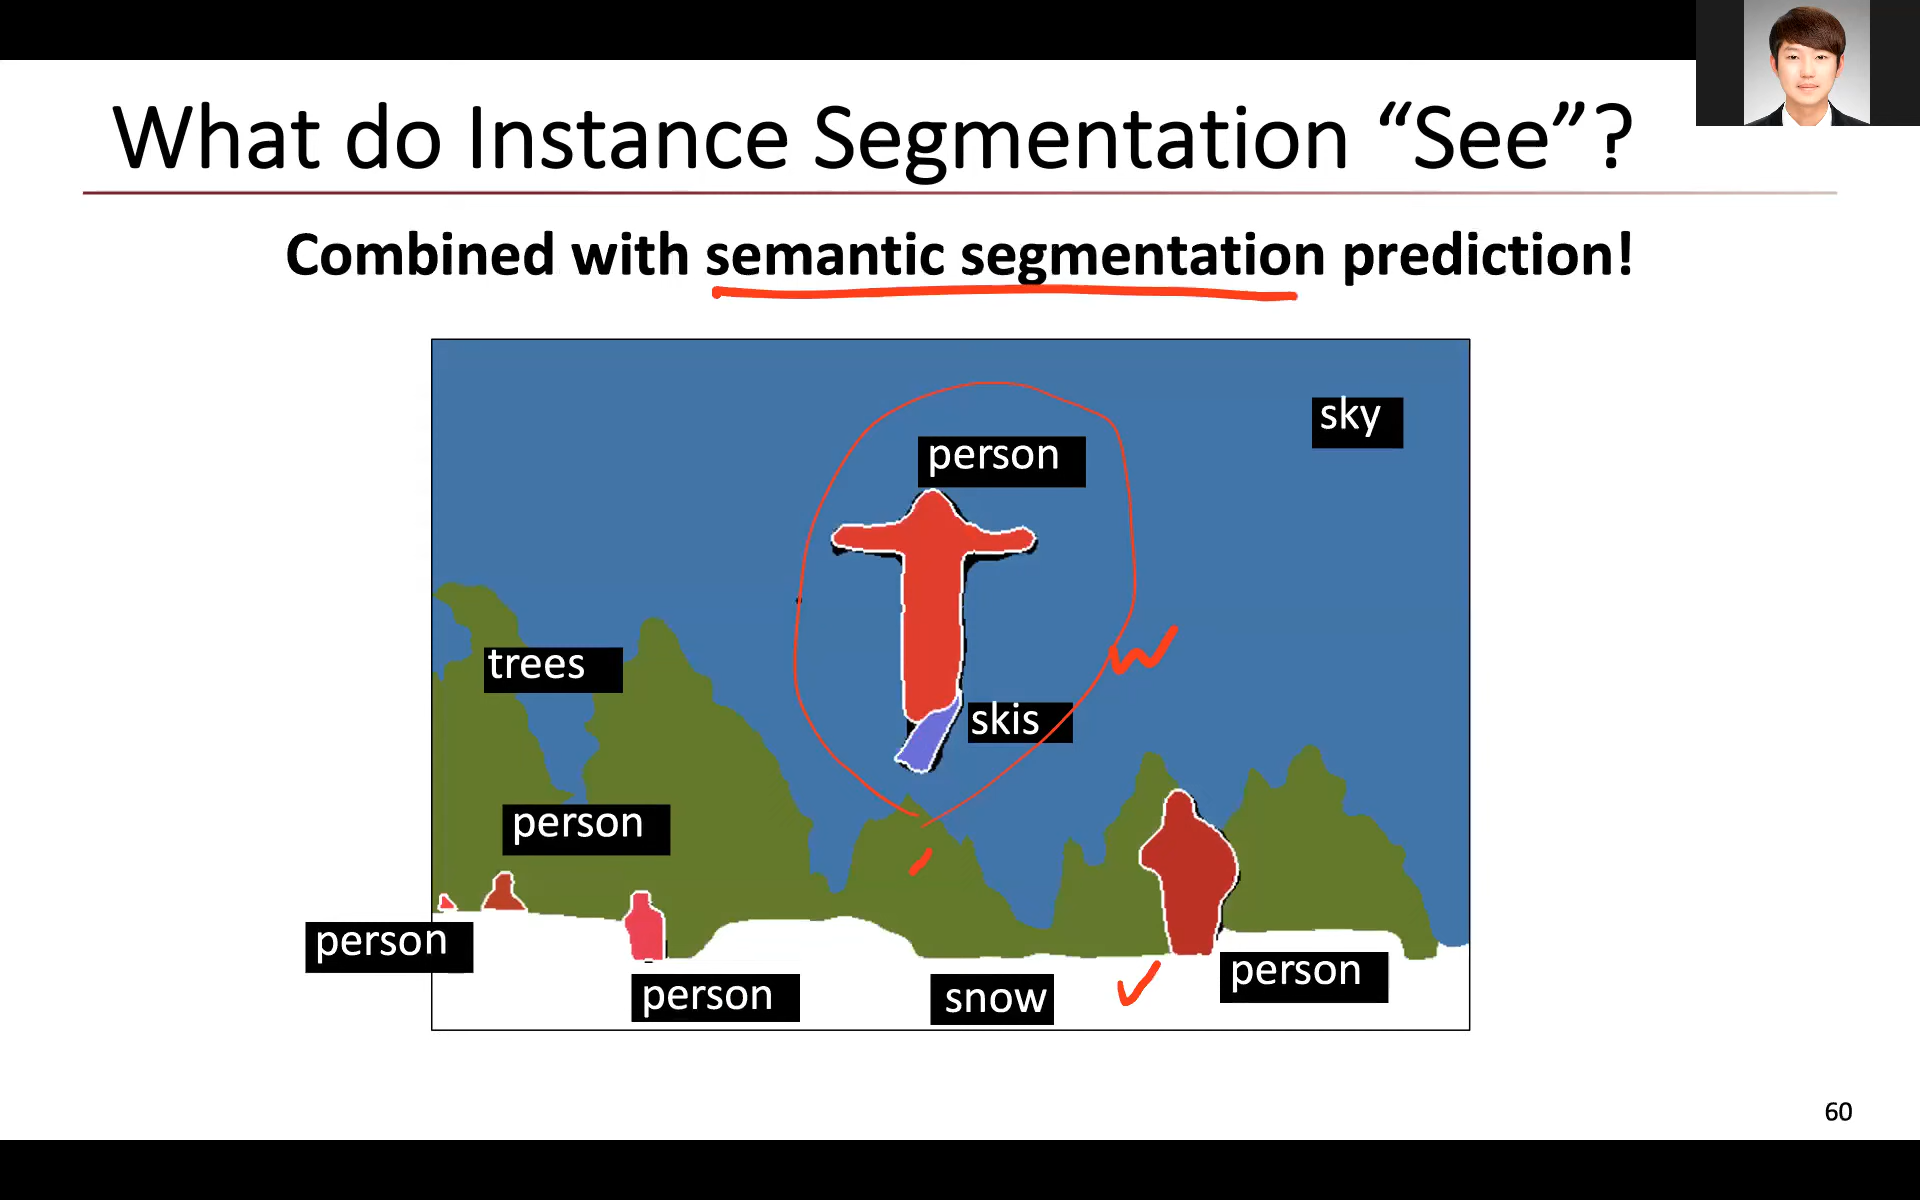 What do Instance Segmentation “See”?
Combined with semantic segmentation prediction!
sky
person
trees
skis
person
person
person
snow
person
60